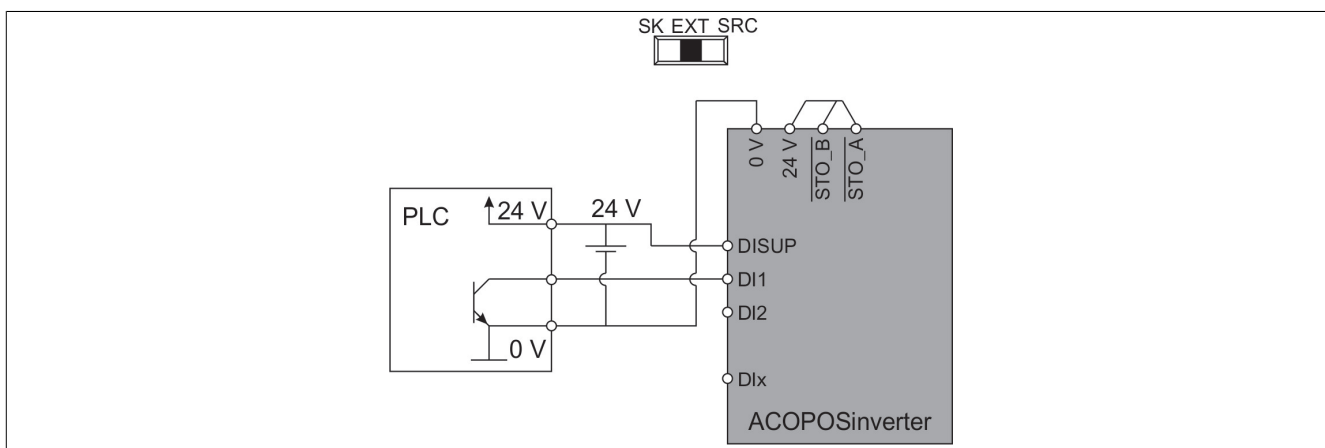 SK EXT SRC
0 V
24 V
STO_B
STO_A
PLC
24 V
24 V
DISUP
DI1
DI2
0 V
DIx
ACOPOSinverter